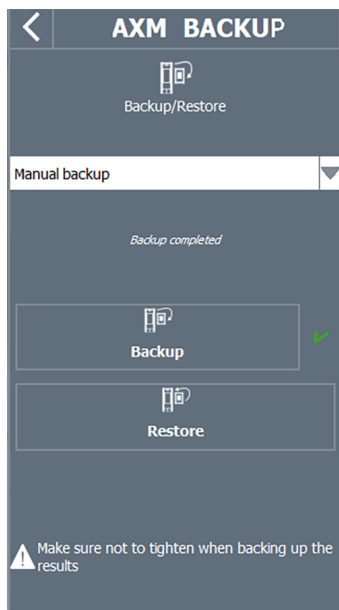 AXM BACKUP
Backup/Restore
Manual backup
Backup completed
Backup
Restore
Make sure not to tighten when backing up the
results